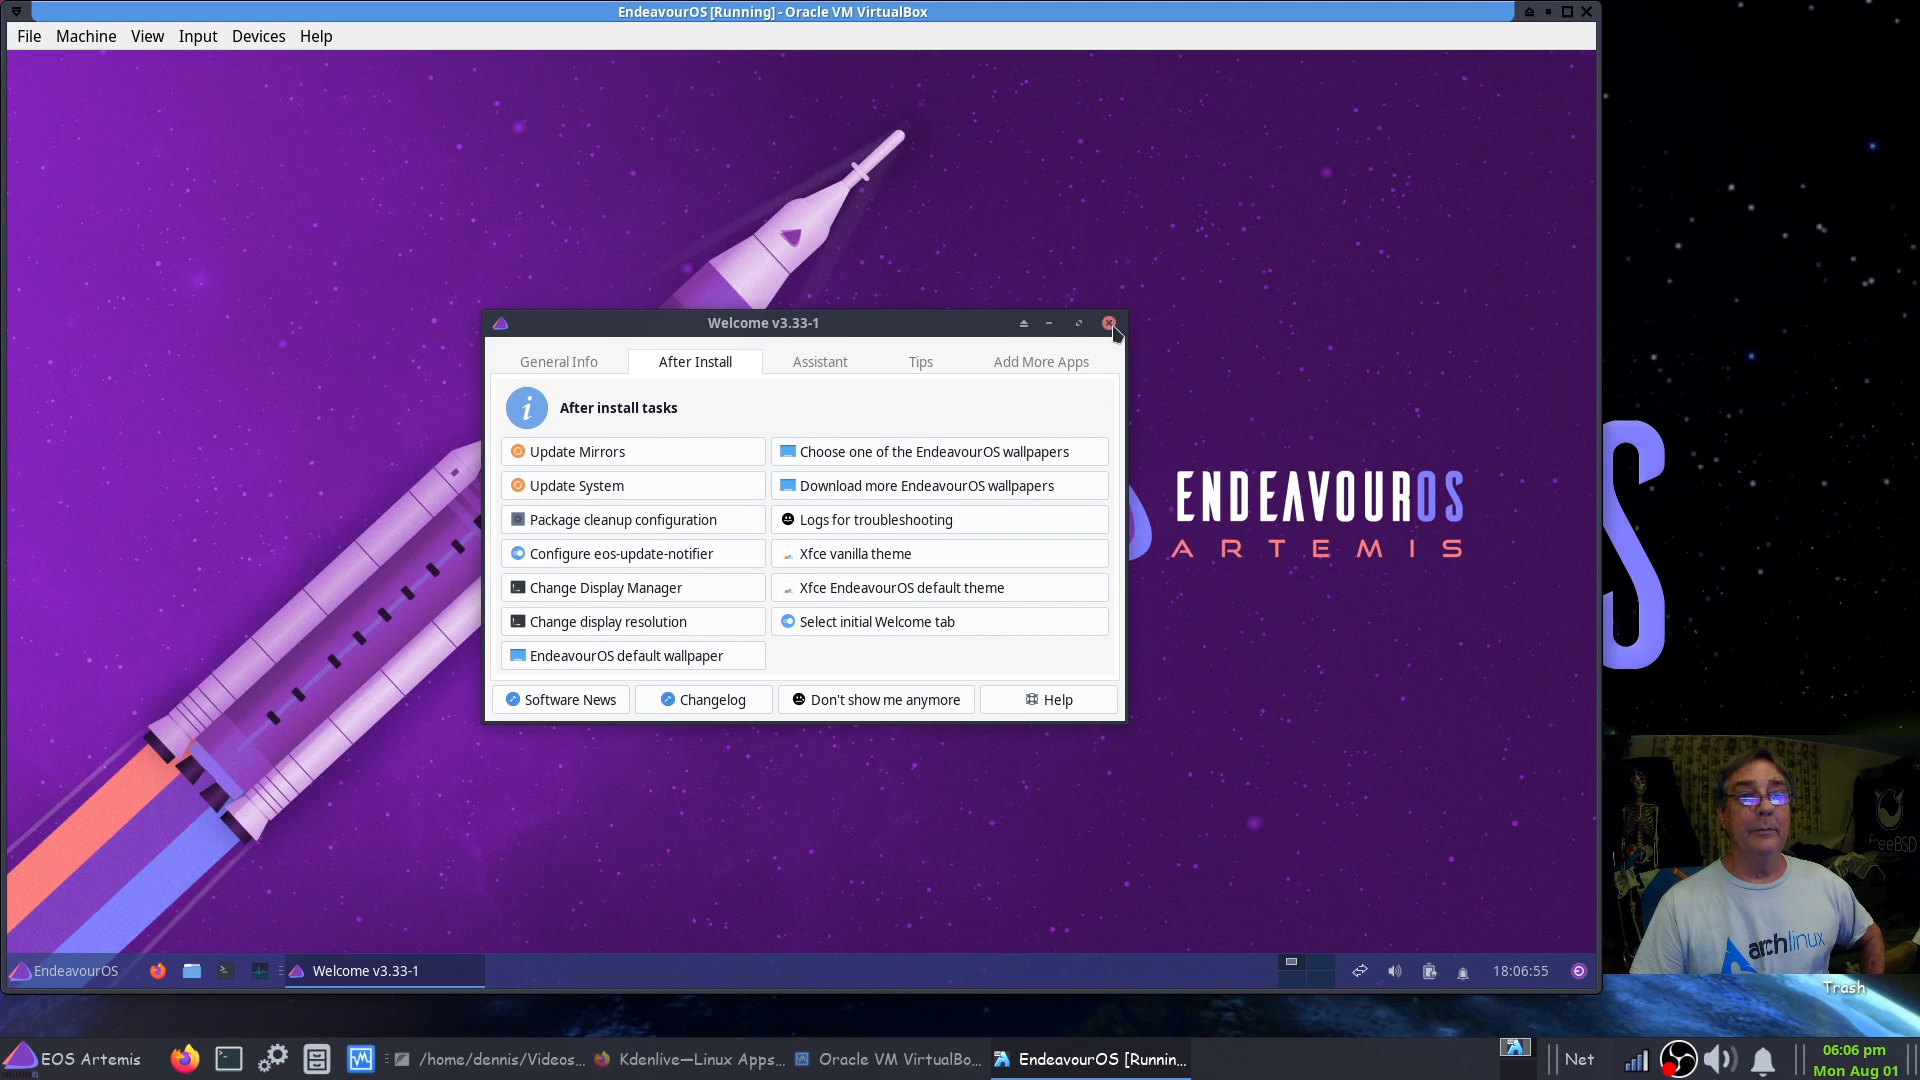 EndeavourOS [Running] - Oracle VM VirtualBox
File Machine View Input Devices Help
Welcome v3.33-1
General Info After Install Assistant Tips Add More Apps
After install tasks
Update Mirrors
Choose one of the EndeavourOS wallpapers
Update System
Download more EndeavourOS wallpapers
Package cleanup configuration
Logs for troubleshooting
Configure eos-update-notifier
Xfce vanilla theme
Change Display Manager
Xfce EndeavourOS default theme
Change display resolution
Select initial Welcome tab
EndeavourOS default wallpaper
Software News Changelog Don't show me anymore Help
ENDEAVOUROS
ARTEMIS
S
freeBSD
archlinux
EndeavourOS Welcome v3.33-1 18:06:55
Trash
EOS Artemis /home/dennis/Videos... Kdenlive—Linux Apps... Oracle VM VirtualBo... EndeavourOS [Runnin... Net
06:06 pm
Mon Aug 01